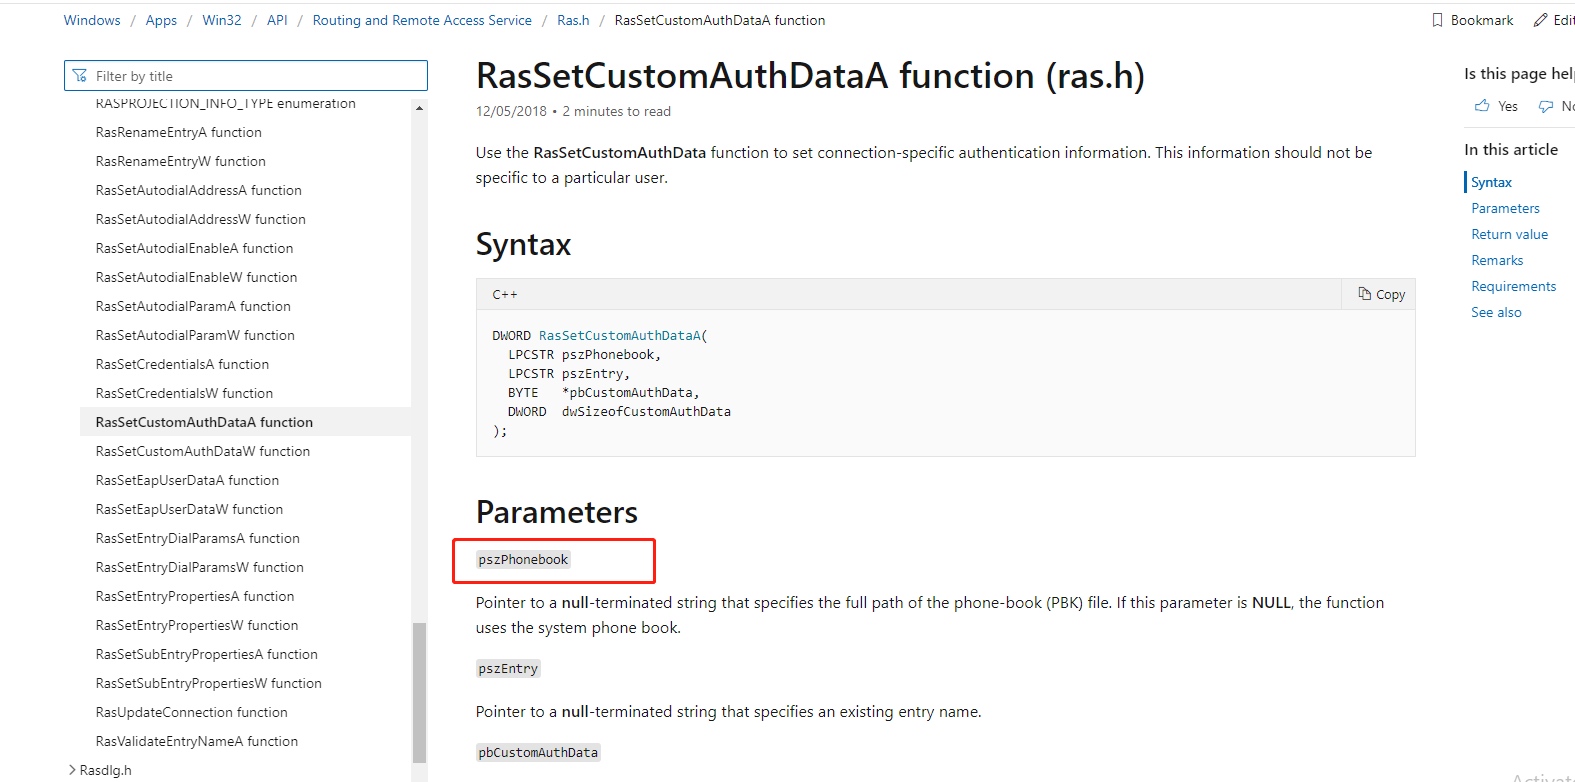 Windows / Apps / Win32 / API / Routing and Remote Access Service / Ras.h / RasSetCustomAuthDataA function
Bookmark
Filter by title
RASPROJECTION_INFO_TYPE enumeration
RasRenameEntryA function
RasRenameEntryW function
RasSetAutodialAddressA function
RasSetAutodialAddressW function
RasSetAutodialEnableA function
RasSetAutodialEnableW function
RasSetAutodialParamA function
RasSetAutodialParamW function
RasSetCredentialsA function
RasSetCredentialsW function
RasSetCustomAuthDataA function
RasSetCustomAuthDataW function
RasSetEapUserDataA function
RasSetEapUserDataW function
RasSetEntryDialParamsA function
RasSetEntryDialParamsW function
RasSetEntryPropertiesA function
RasSetEntryPropertiesW function
RasSetSubEntryPropertiesA function
RasSetSubEntryPropertiesW function
RasUpdateConnection function
RasValidateEntryNameA function
Rasdlg.h
RasSetCustomAuthDataA function (ras.h)
12/05/2018 • 2 minutes to read
Use the RasSetCustomAuthData function to set connection-specific authentication information. This information should not be
specific to a particular user.
Syntax
C++
Copy
DWORD RasSetCustomAuthDataA(
LPCSTR pszPhonebook,
LPCSTR pszEntry,
BYTE *pbCustomAuthData,
DWORD dwSizeofCustomAuthData
);
Parameters
pszPhonebook
Pointer to a null-terminated string that specifies the full path of the phone-book (PBK) file. If this parameter is NULL, the function
uses the system phone book.
pszEntry
Pointer to a null-terminated string that specifies an existing entry name.
pbCustomAuthData
Is this page
Yes
In this article
Syntax
Parameters
Return value
Remarks
Requirements
See also